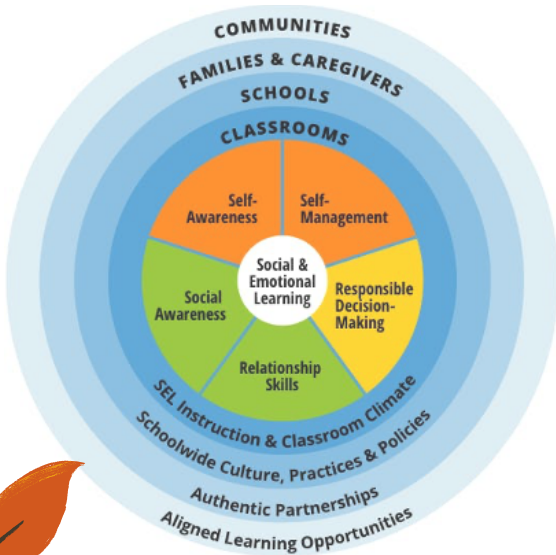 COMMUNITIES
FAMILIES & CAREGIVERS
SCHOOLS
CLASSROOMS
Self-
Awareness
Self-
Management
Social &
Emotional
Learning
Social
Awareness
Responsible
Decision-
Making
Relationship
Skills
SEL Instruction & Classroom Climate
Schoolwide Culture, Practices & Policies
Authentic Partnerships
Aligned Learning Opportunities